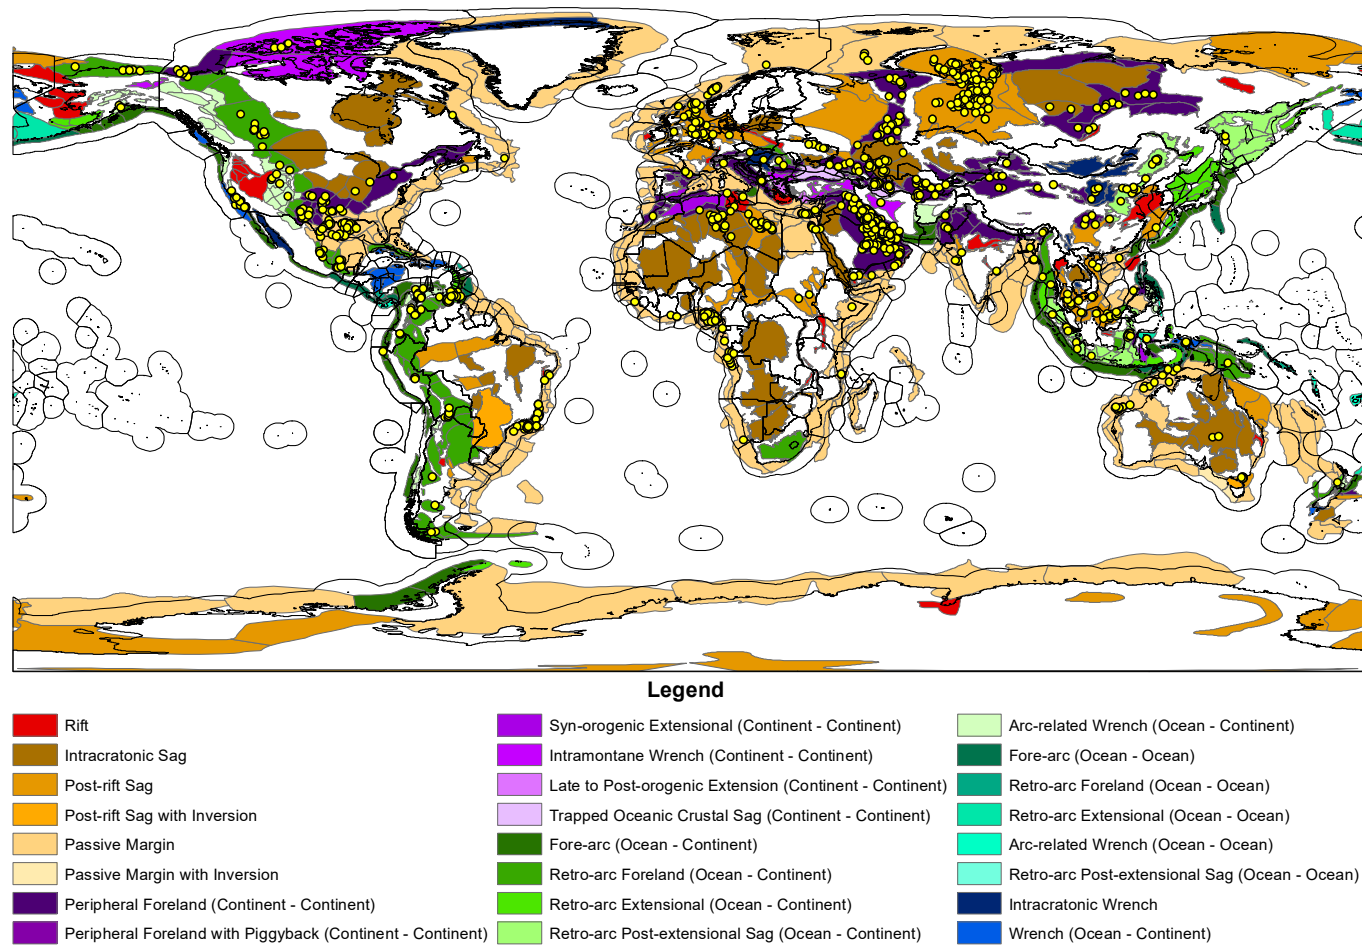 Legend
Rift
Intracratonic Sag
Post-rift Sag
Post-rift Sag with Inversion
Passive Margin
Passive Margin with Inversion
Peripheral Foreland (Continent - Continent)
Peripheral Foreland with Piggyback (Continent - Continent)
Syn-orogenic Extensional (Continent - Continent)
Intramontane Wrench (Continent - Continent)
Late to Post-orogenic Extension (Continent - Continent)
Trapped Oceanic Crustal Sag (Continent - Continent)
Fore-arc (Ocean - Continent)
Retro-arc Foreland (Ocean - Continent)
Retro-arc Extensional (Ocean - Continent)
Retro-arc Post-extensional Sag (Ocean - Continent)
Arc-related Wrench (Ocean - Continent)
Fore-arc (Ocean - Ocean)
Retro-arc Foreland (Ocean - Ocean)
Retro-arc Extensional (Ocean - Ocean)
Arc-related Wrench (Ocean - Ocean)
Retro-arc Post-extensional Sag (Ocean - Ocean)
Intracratonic Wrench
Wrench (Ocean - Continent)